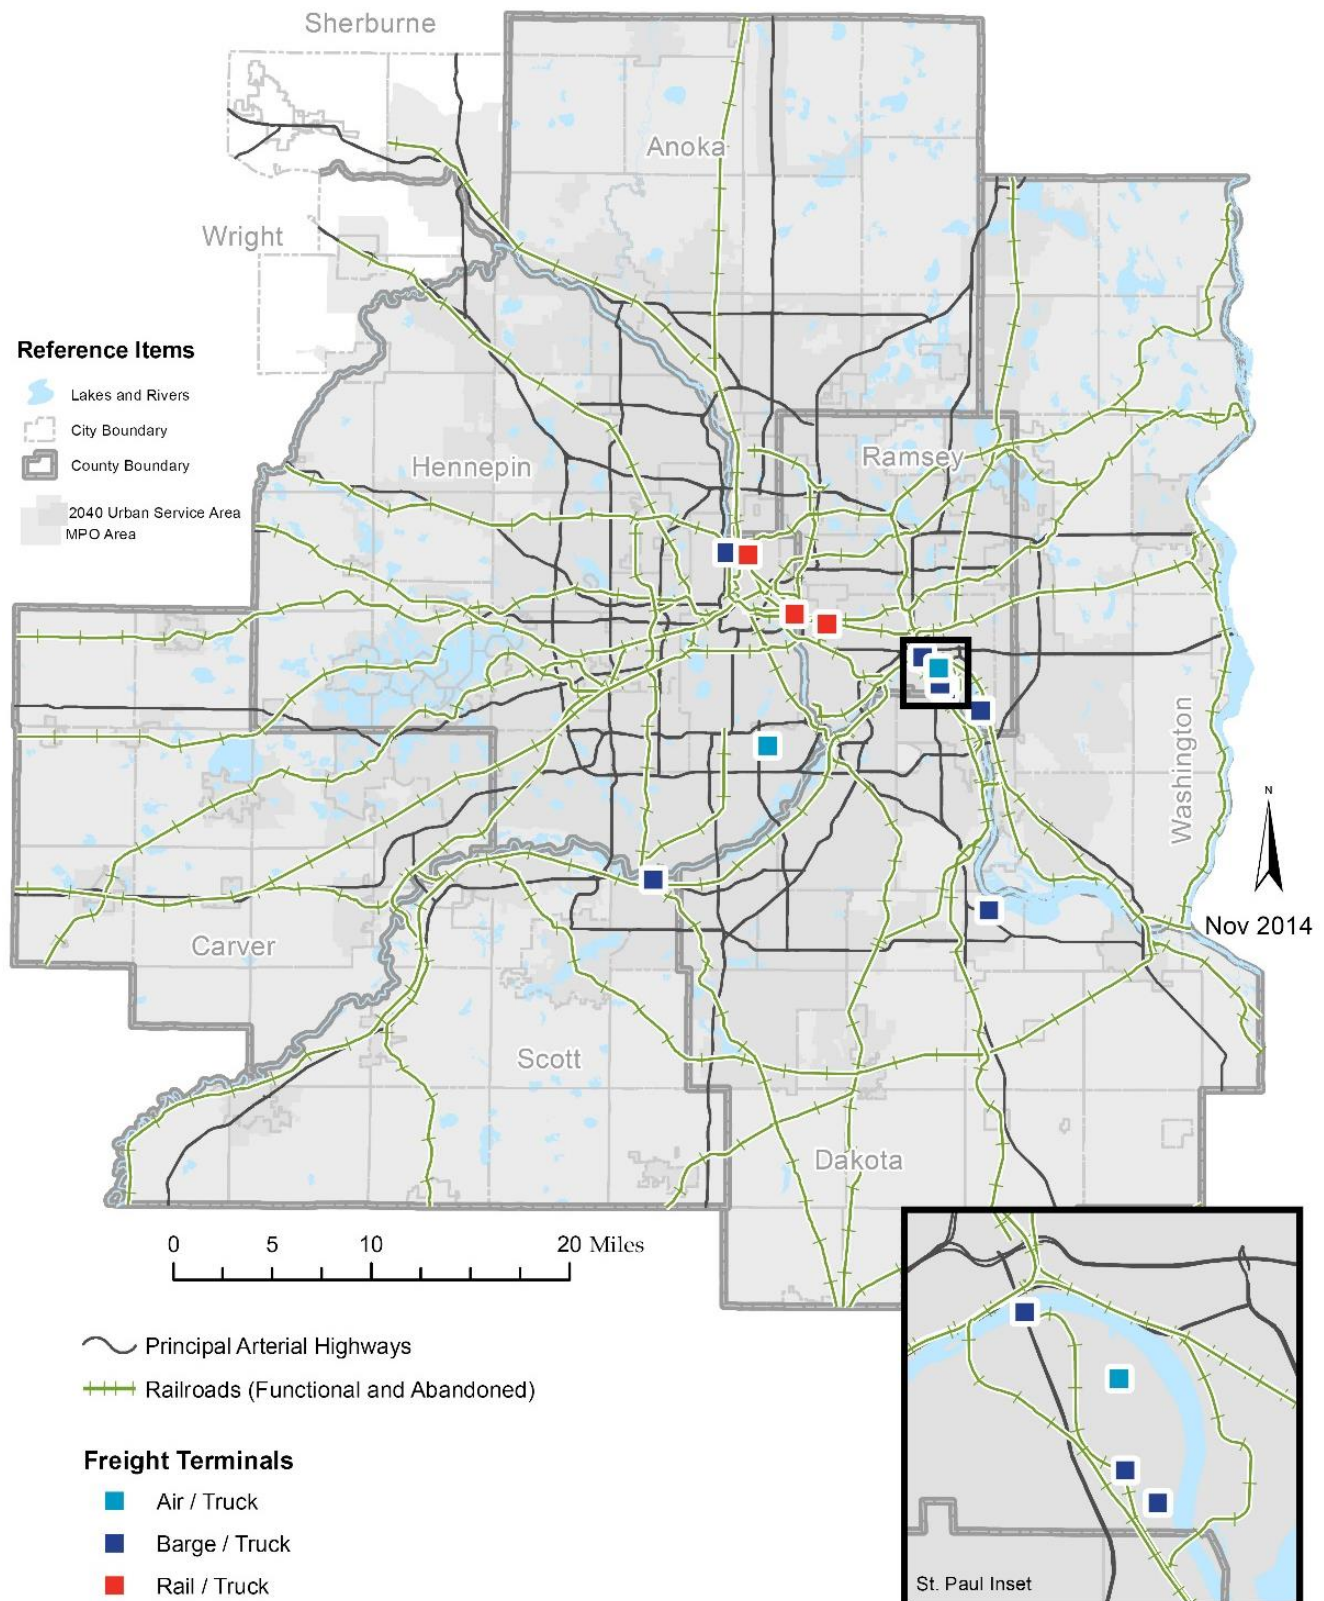 Sherburne
Anoka
Wright
Reference Items
Lakes and Rivers
City Boundary
County Boundary
2040 Urban Service Area
MPO Area
Hennepin
Ramsey
Washington
N
Nov 2014
Carver
Scott
Dakota
0 5 10 20 Miles
Principal Arterial Highways
Railroads (Functional and Abandoned)
Freight Terminals
Air / Truck
Barge / Truck
Rail / Truck
St. Paul Inset